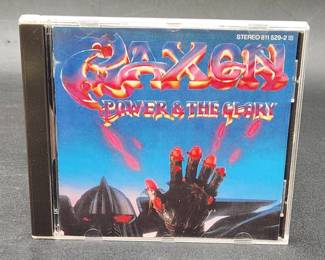 STEREO 811 529-2
SAXON
POWER & THE GLORY